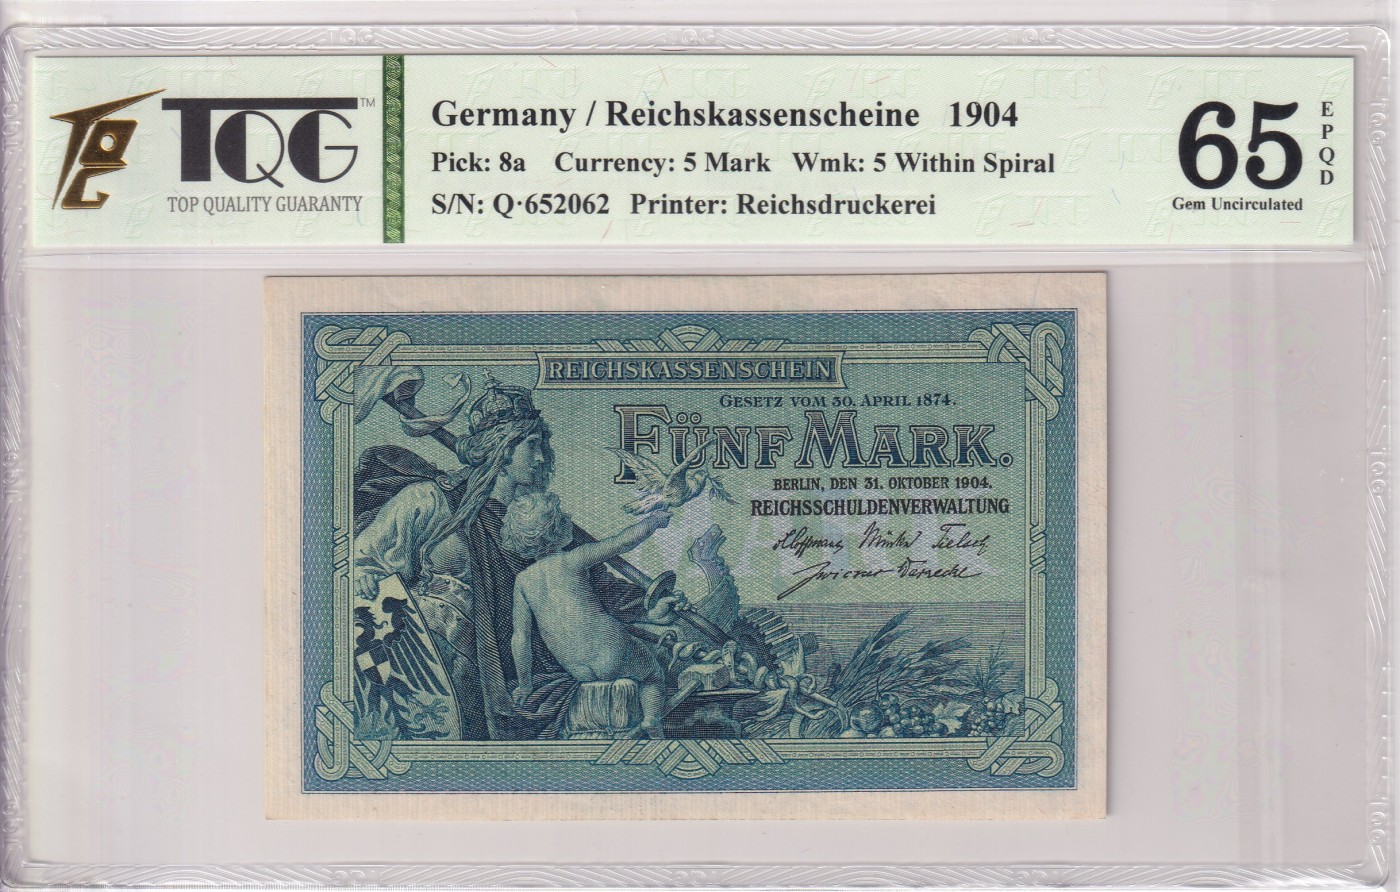 TQG™
TOP QUALITY GUARANTY
Germany / Reichskassenscheine 1904
Pick: 8a Currency: 5 Mark Wmk: 5 Within Spiral
S/N: Q·652062 Printer: Reichsdruckerei
65
EPQD
Gem Uncirculated
REICHSKASSENSCHEIN
GESETZ VOM 30. APRIL 1874.
FÜNF MARK.
BERLIN, DEN 31. OKTOBER 1904.
REICHSSCHULDENVERWALTUNG